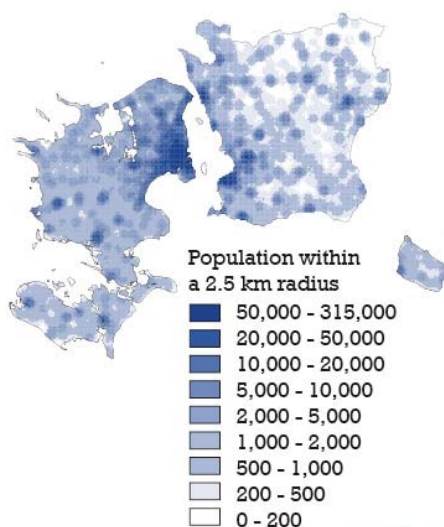 Population within
a 2.5 km radius
50,000 - 315,000
20,000 - 50,000
10,000 - 20,000
5,000 - 10,000
2,000 - 5,000
1,000 - 2,000
500 - 1,000
200 - 500
0 - 200